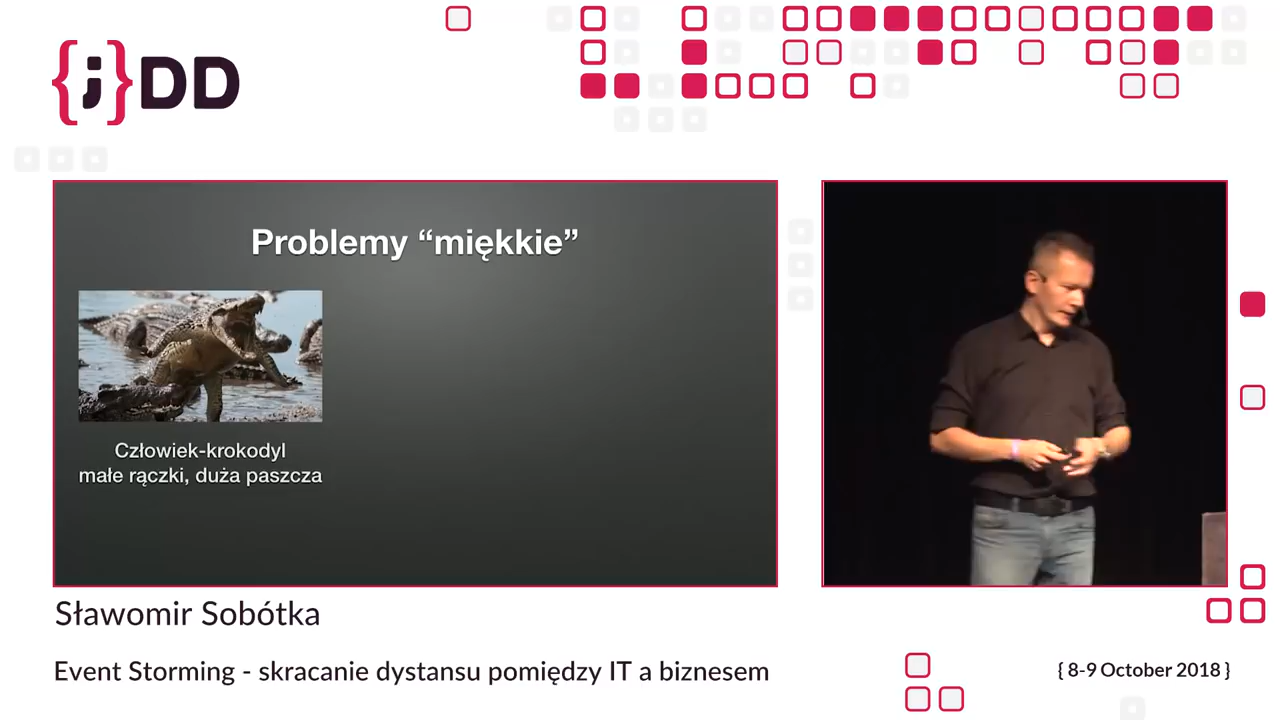 {j}DD
Problemy “miękkie”
Człowiek-krokodyl
małe rączki, duża paszcza
Sławomir Sobótka
Event Storming - skracanie dystansu pomiędzy IT a biznesem
{ 8-9 October 2018 }